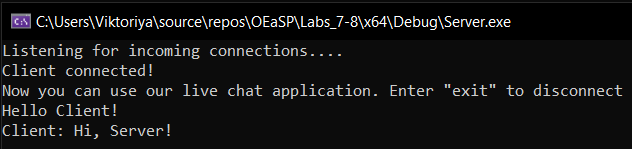 C:\Users\Viktoriya\source\repos\OEaSP\Labs_7-8\x64\Debug\Server.exe
Listening for incoming connections....
Client connected!
Now you can use our live chat application. Enter "exit" to disconnect
Hello Client!
Client: Hi, Server!